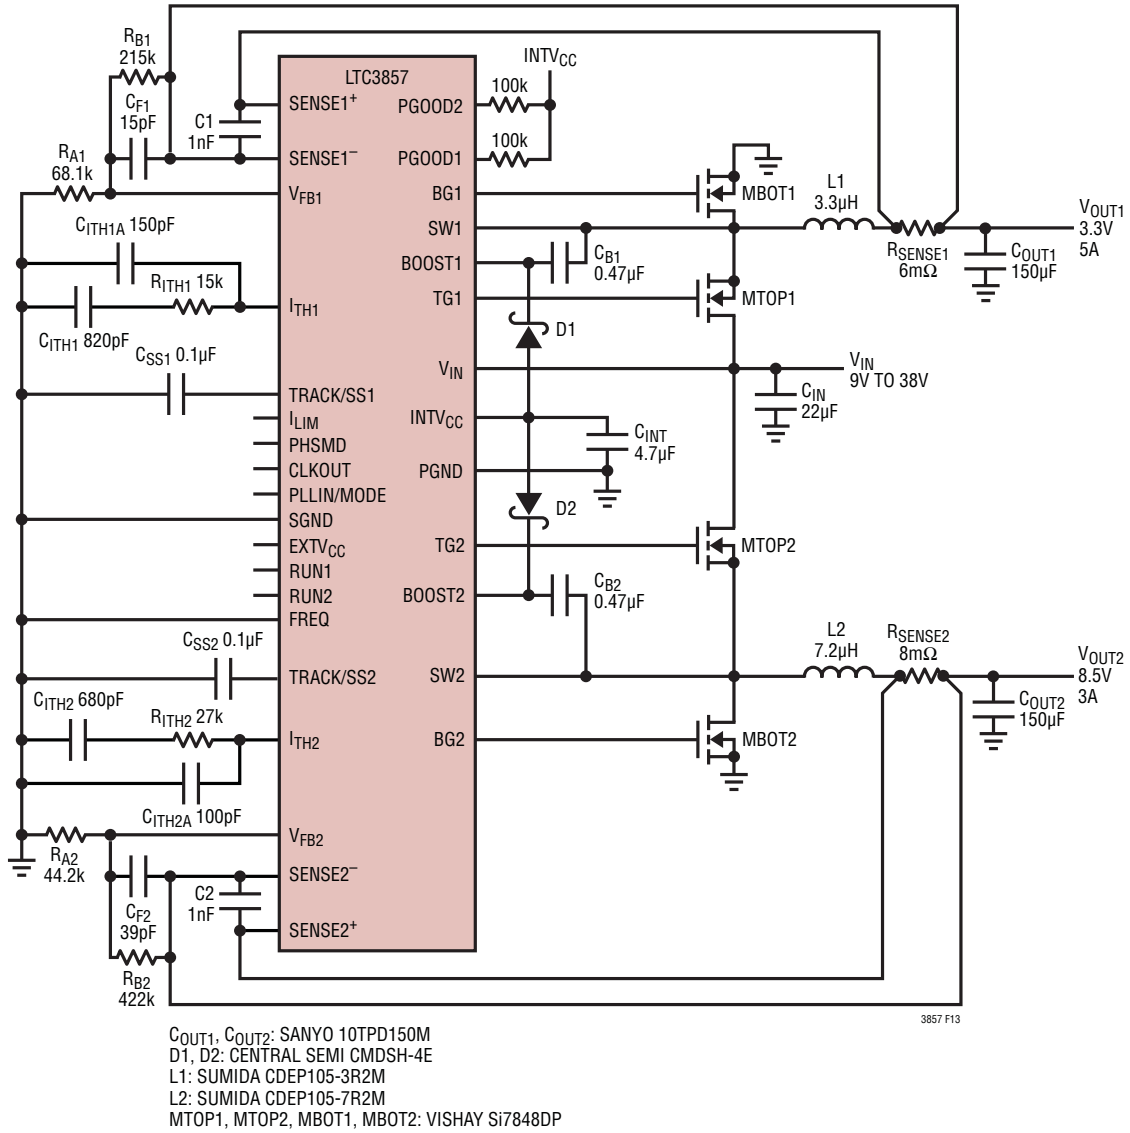 RB1
215k
CF1
15pF
RA1
68.1k
C1
1nF
CITH1A 150pF
RITH1 15k
CITH1 820pF
CSS1 0.1µF
CSS2 0.1µF
CITH2 680pF
RITH2 27k
CITH2A 100pF
RA2
44.2k
CF2
39pF
RB2
422k
C2
1nF
LTC3857
SENSE1+
SENSE1–
VFB1
ITH1
TRACK/SS1
ILIM
PHSMD
CLKOUT
PLLIN/MODE
SGND
EXTVCC
RUN1
RUN2
FREQ
TRACK/SS2
ITH2
VFB2
SENSE2–
SENSE2+
PGOOD2
PGOOD1
BG1
SW1
BOOST1
TG1
VIN
INTVCC
PGND
TG2
BOOST2
SW2
BG2
INTVCC
100k
100k
MBOT1
L1
3.3µH
CB1
0.47µF
MTOP1
D1
RSENSE1
6mΩ
COUT1
150µF
VOUT1
3.3V
5A
VIN
9V TO 38V
CIN
22µF
CINT
4.7µF
D2
MTOP2
CB2
0.47µF
L2
7.2µH
RSENSE2
8mΩ
VOUT2
8.5V
3A
COUT2
150µF
MBOT2
3857 F13
COUT1, COUT2: SANYO 10TPD150M
D1, D2: CENTRAL SEMI CMDSH-4E
L1: SUMIDA CDEP105-3R2M
L2: SUMIDA CDEP105-7R2M
MTOP1, MTOP2, MBOT1, MBOT2: VISHAY Si7848DP